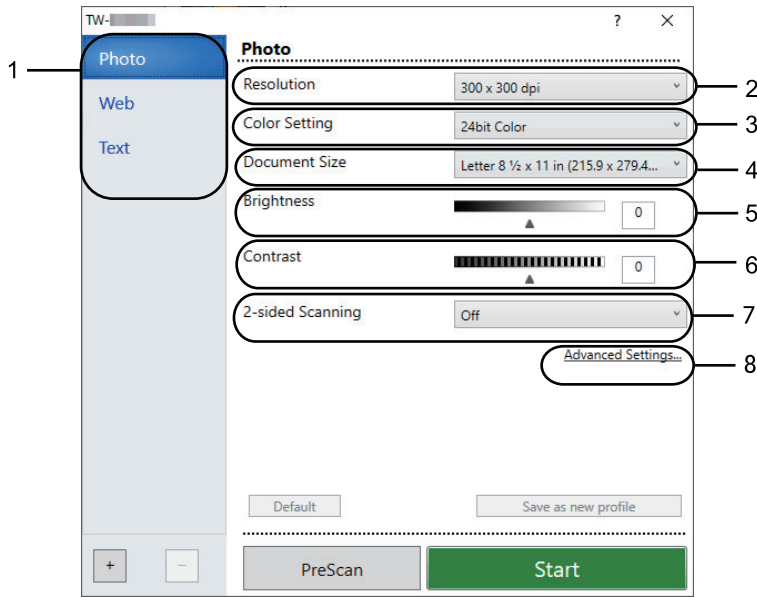 TW-
? ×
1
Photo
Web
Text
Photo
Resolution 300 x 300 dpi 2
Color Setting 24bit Color 3
Document Size Letter 8 ½ x 11 in (215.9 x 279.4... 4
Brightness 0 5
Contrast 0 6
2-sided Scanning Off 7
Advanced Settings... 8
Default Save as new profile
+ − PreScan Start